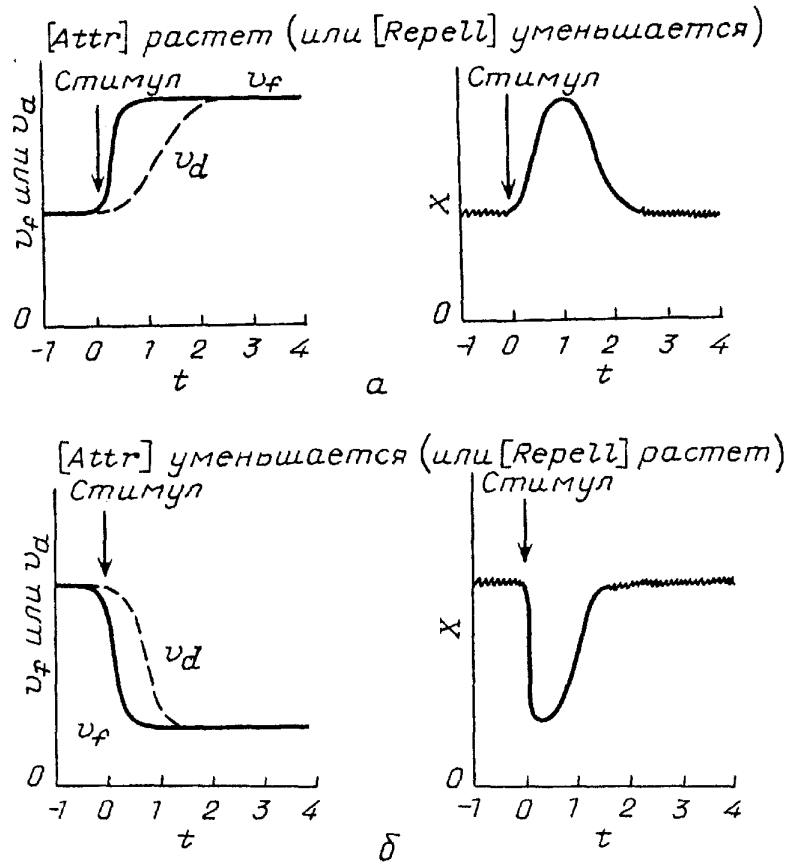 [Attr] растет (или [Repell] уменьшается)
Стимул
v_f
v_d
v_f или v_d
0
-1 0 1 2 3 4
t
Стимул
X
0
-1 0 1 2 3 4
t
а
[Attr] уменьшается (или [Repell] растет)
Стимул
v_d
v_f
v_f или v_d
0
-1 0 1 2 3 4
t
Стимул
X
0
-1 0 1 2 3 4
t
б